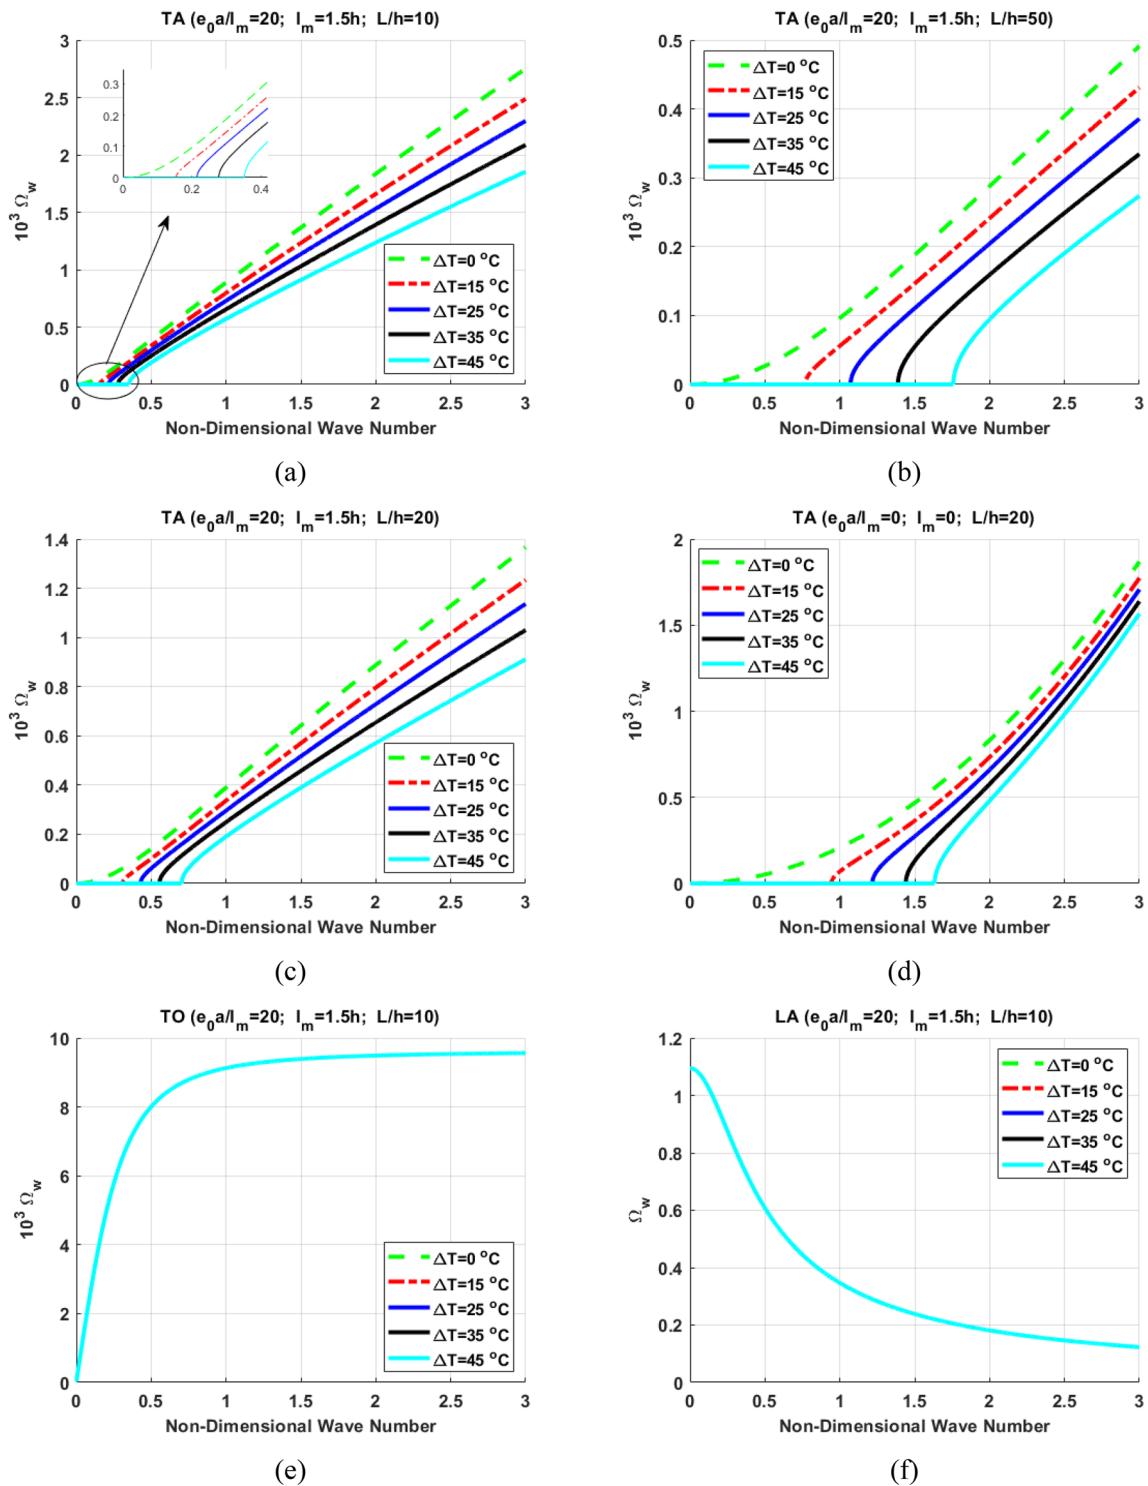 TA (e0a/lm=20; lm=1.5h; L/h=10)
3
2.5
2
1.5
1
0.5
0
10^3 Ωw
0.3
0.2
0.1
0
0 0.2 0.4
ΔT=0 °C
ΔT=15 °C
ΔT=25 °C
ΔT=35 °C
ΔT=45 °C
0 0.5 1 1.5 2 2.5 3
Non-Dimensional Wave Number
(a)
TA (e0a/lm=20; lm=1.5h; L/h=50)
0.5
0.4
0.3
0.2
0.1
0
10^3 Ωw
ΔT=0 °C
ΔT=15 °C
ΔT=25 °C
ΔT=35 °C
ΔT=45 °C
0 0.5 1 1.5 2 2.5 3
Non-Dimensional Wave Number
(b)
TA (e0a/lm=20; lm=1.5h; L/h=20)
1.4
1.2
1
0.8
0.6
0.4
0.2
0
10^3 Ωw
ΔT=0 °C
ΔT=15 °C
ΔT=25 °C
ΔT=35 °C
ΔT=45 °C
0 0.5 1 1.5 2 2.5 3
Non-Dimensional Wave Number
(c)
TA (e0a/lm=0; lm=0; L/h=20)
2
1.5
1
0.5
0
10^3 Ωw
ΔT=0 °C
ΔT=15 °C
ΔT=25 °C
ΔT=35 °C
ΔT=45 °C
0 0.5 1 1.5 2 2.5 3
Non-Dimensional Wave Number
(d)
TO (e0a/lm=20; lm=1.5h; L/h=10)
10
8
6
4
2
0
10^3 Ωw
ΔT=0 °C
ΔT=15 °C
ΔT=25 °C
ΔT=35 °C
ΔT=45 °C
0 0.5 1 1.5 2 2.5 3
Non-Dimensional Wave Number
(e)
LA (e0a/lm=20; lm=1.5h; L/h=10)
1.2
1
0.8
0.6
0.4
0.2
0
Ωw
ΔT=0 °C
ΔT=15 °C
ΔT=25 °C
ΔT=35 °C
ΔT=45 °C
0 0.5 1 1.5 2 2.5 3
Non-Dimensional Wave Number
(f)